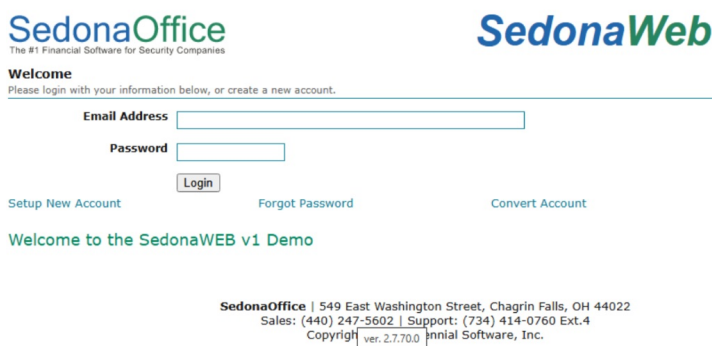 SedonaOffice
The #1 Financial Software for Security Companies
SedonaWeb
Welcome
Please login with your information below, or create a new account.
Email Address
Password
Login
Setup New Account Forgot Password Convert Account
Welcome to the SedonaWEB v1 Demo
SedonaOffice | 549 East Washington Street, Chagrin Falls, OH 44022
Sales: (440) 247-5602 | Support: (734) 414-0760 Ext.4
ver. 2.7.70.0 Software, Inc.